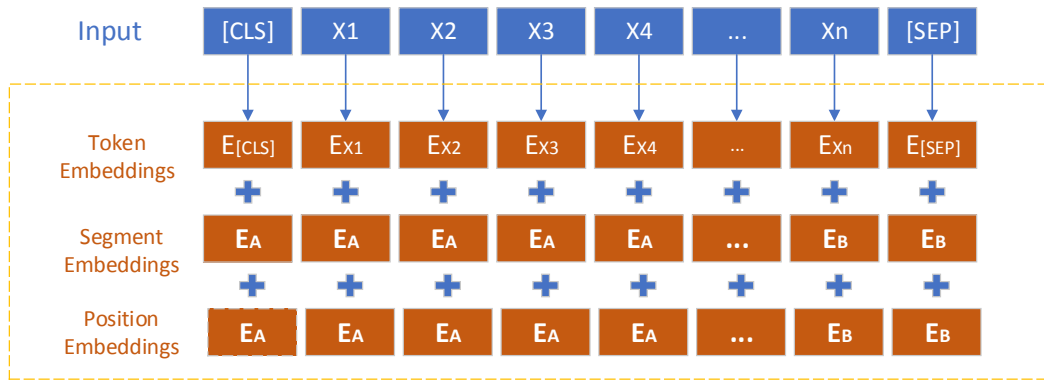 Input [CLS] X1 X2 X3 X4 ... Xn [SEP]
Token
Embeddings
E[CLS] EX1 EX2 EX3 EX4 ... EXn E[SEP]
Segment
Embeddings
EA EA EA EA EA ... EB EB
Position
Embeddings
EA EA EA EA EA ... EB EB